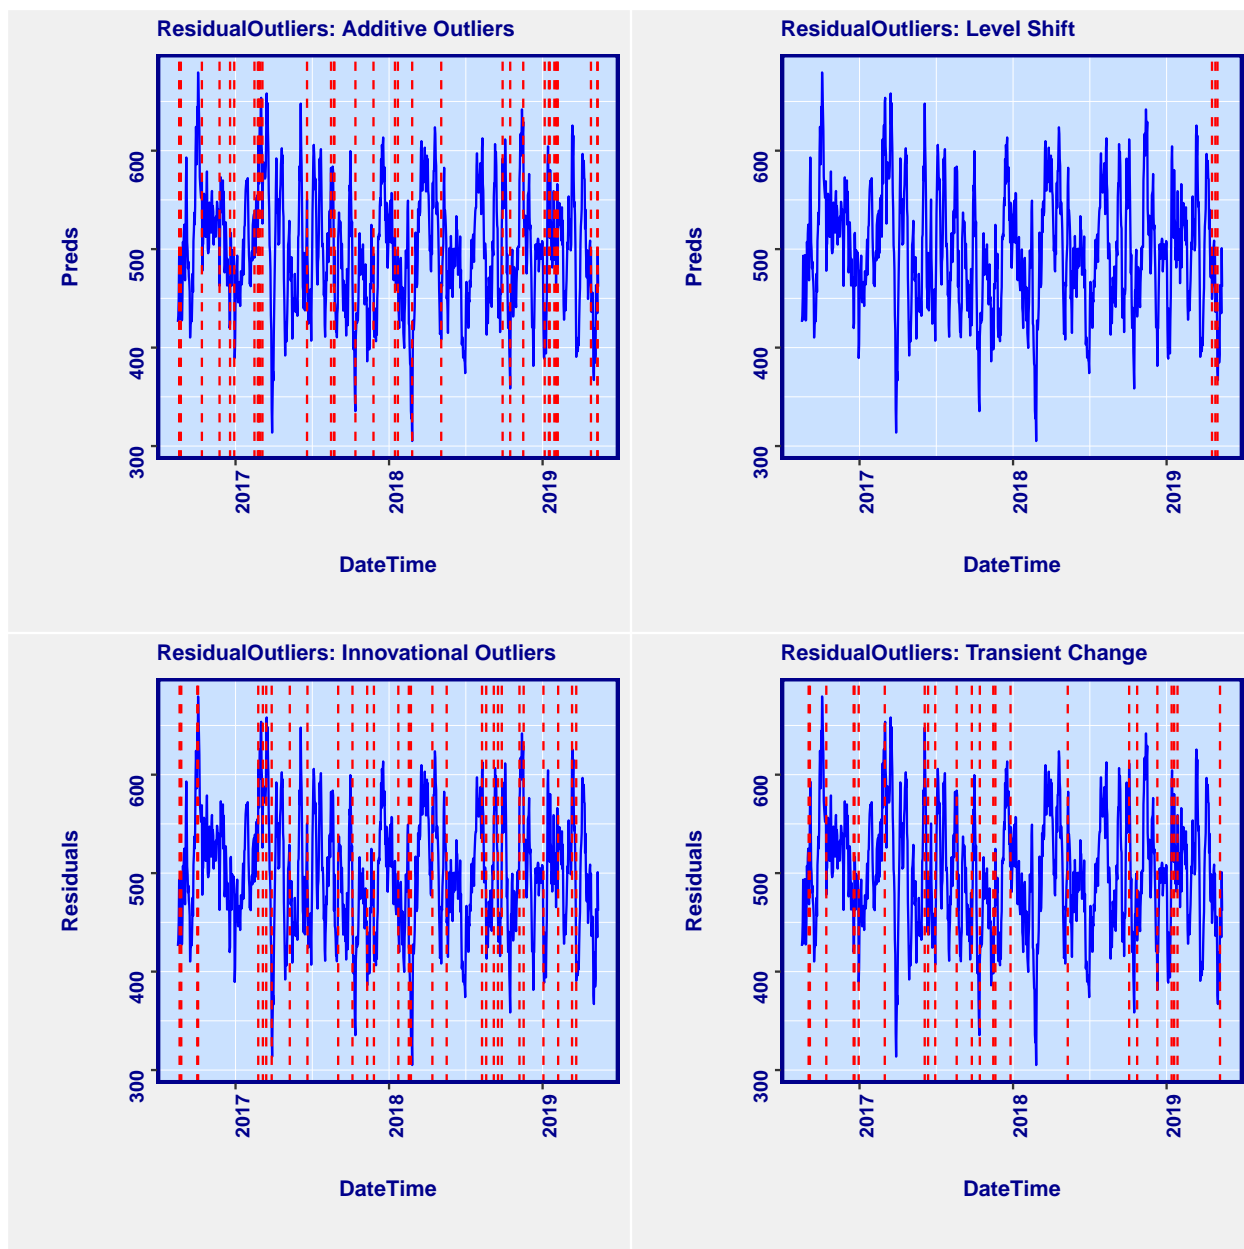 ResidualOutliers: Additive Outliers
Preds
600
500
400
300
2017
2018
2019
DateTime
ResidualOutliers: Level Shift
Preds
600
500
400
300
2017
2018
2019
DateTime
ResidualOutliers: Innovational Outliers
Residuals
600
500
400
300
2017
2018
2019
DateTime
ResidualOutliers: Transient Change
Residuals
600
500
400
300
2017
2018
2019
DateTime